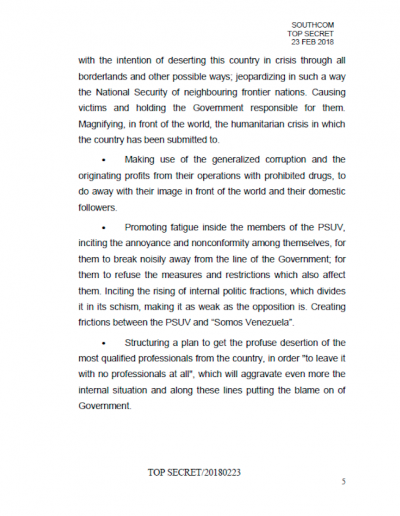 SOUTHCOM
TOP SECRET
23 FEB 2018
with the intention of deserting this country in crisis through all
borderlands and other possible ways; jeopardizing in such a way
the National Security of neighbouring frontier nations. Causing
victims and holding the Government responsible for them.
Magnifying, in front of the world, the humanitarian crisis in which
the country has been submitted to.
• Making use of the generalized corruption and the
originating profits from their operations with prohibited drugs, to
do away with their image in front of the world and their domestic
followers.
• Promoting fatigue inside the members of the PSUV,
inciting the annoyance and nonconformity among themselves, for
them to break noisily away from the line of the Government; for
them to refuse the measures and restrictions which also affect
them. Inciting the rising of internal politic fractions, which divides
it in its schism, making it as weak as the opposition is. Creating
frictions between the PSUV and “Somos Venezuela”.
• Structuring a plan to get the profuse desertion of the
most qualified professionals from the country, in order "to leave it
with no professionals at all", which will aggravate even more the
internal situation and along these lines putting the blame on of
Government.
TOP SECRET/20180223
5